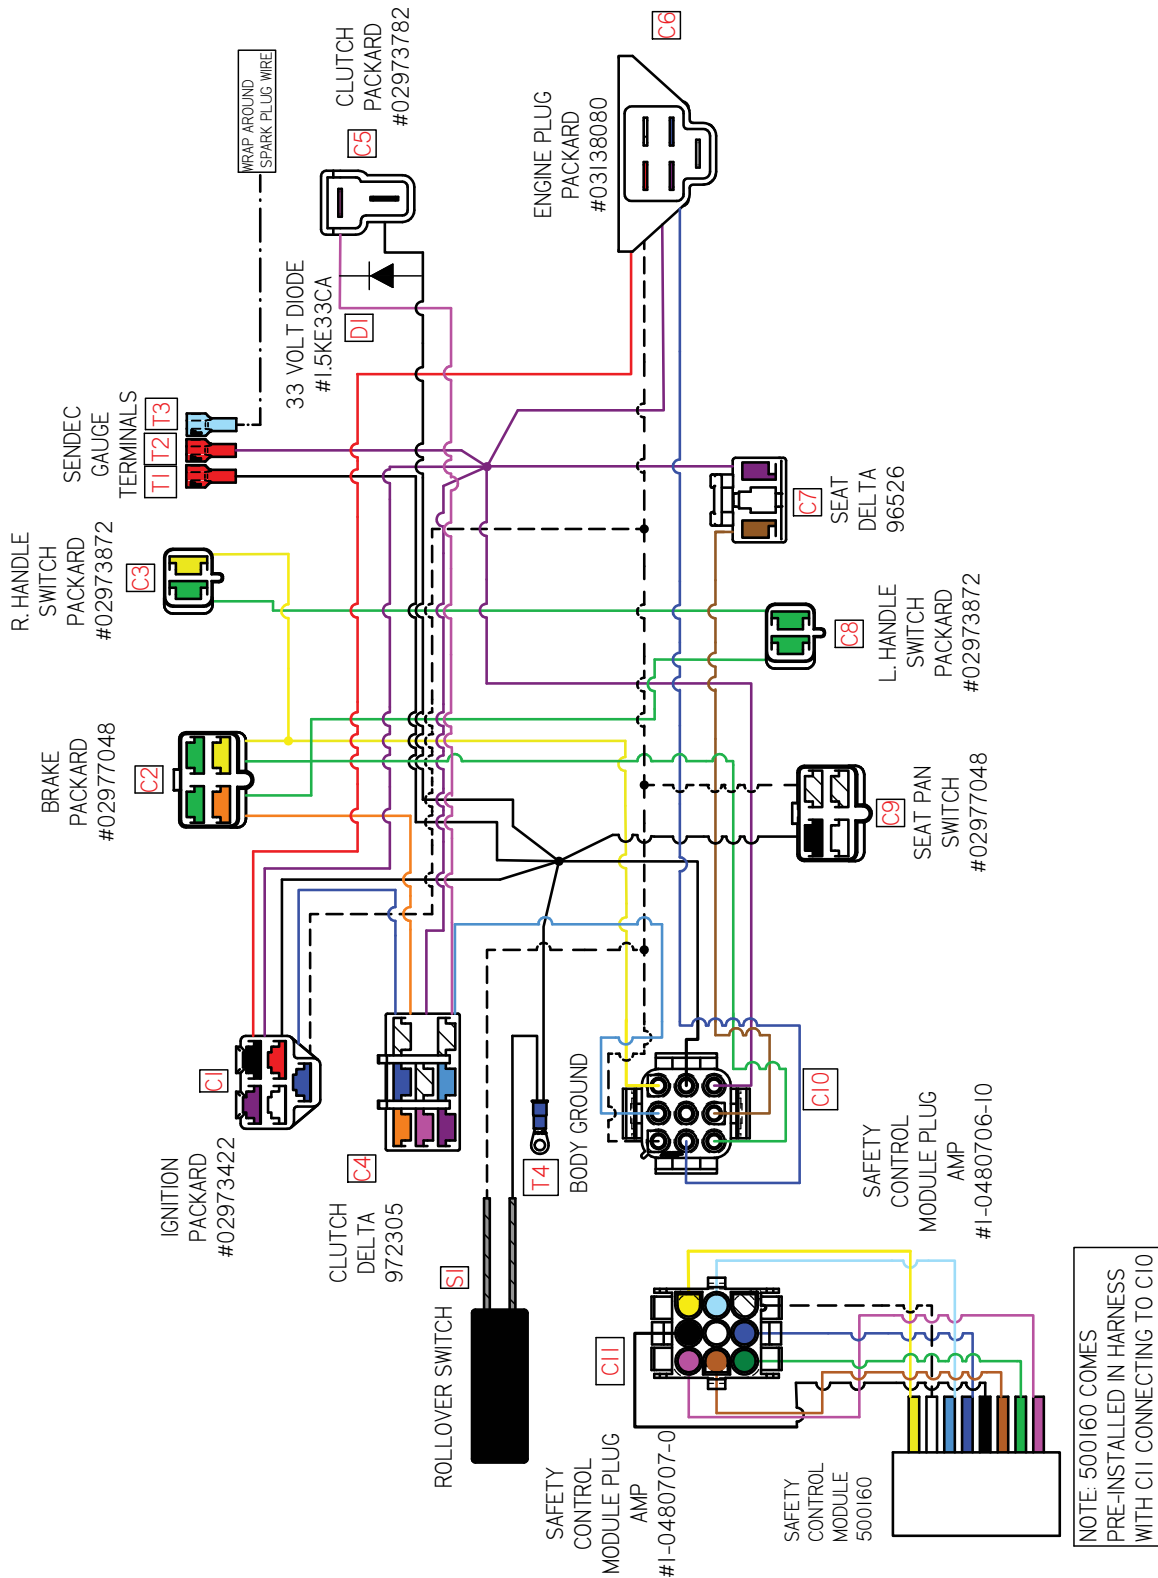 WRAP AROUND
SPARK PLUG WIRE
CLUTCH
PACKARD
#02973782
C5
C6
ENGINE PLUG
PACKARD
#03138080
33 VOLT DIODE
#1.5KE33CA
D1
SENDEC
GAUGE
TERMINALS
T1
T2
T3
R. HANDLE
SWITCH
PACKARD
#02973872
C3
C7
SEAT
DELTA
96526
C8
L. HANDLE
SWITCH
PACKARD
#02973872
BRAKE
PACKARD
#02977048
C2
C9
SEAT PAN
SWITCH
#02977048
C1
IGNITION
PACKARD
#02973422
C4
CLUTCH
DELTA
972305
T4
BODY GROUND
C10
SAFETY
CONTROL
MODULE PLUG
AMP
#1-0480706-10
S1
ROLLOVER SWITCH
C11
SAFETY
CONTROL
MODULE PLUG
AMP
#1-0480707-0
SAFETY
CONTROL
MODULE
500160
NOTE: 500160 COMES
PRE-INSTALLED IN HARNESS
WITH C11 CONNECTING TO C10